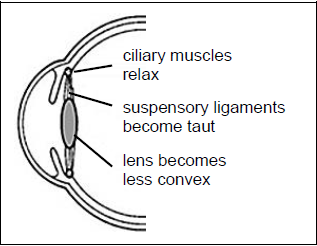 ciliary muscles
relax
suspensory ligaments
become taut
lens becomes
less convex